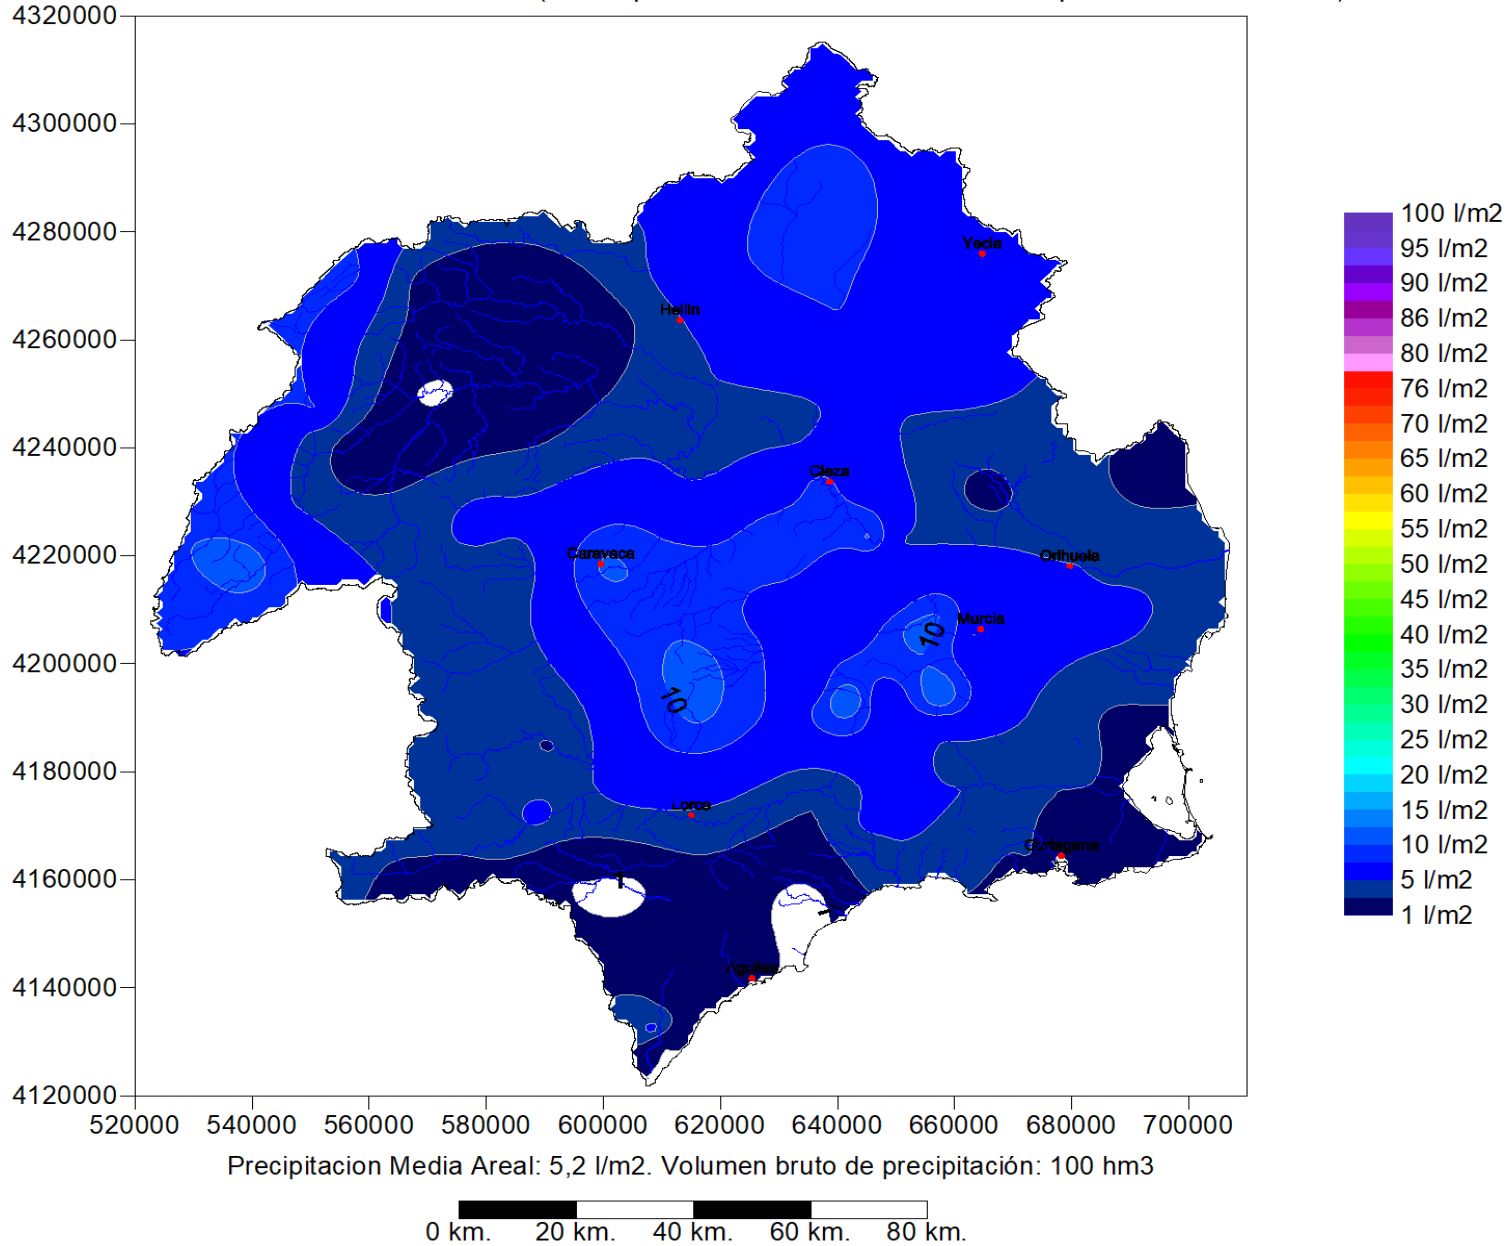 4320000
4300000
4280000
4260000
4240000
4220000
4200000
4180000
4160000
4140000
4120000
520000 540000 560000 580000 600000 620000 640000 660000 680000 700000
Yecla
Hellin
Cieza
Caravaca
Orihuela
Murcia
10
10
Lorca
Cartagena
1
1
Aguilas
100 l/m2
95 l/m2
90 l/m2
86 l/m2
80 l/m2
76 l/m2
70 l/m2
65 l/m2
60 l/m2
55 l/m2
50 l/m2
45 l/m2
40 l/m2
35 l/m2
30 l/m2
25 l/m2
20 l/m2
15 l/m2
10 l/m2
5 l/m2
1 l/m2
Precipitacion Media Areal: 5,2 l/m2. Volumen bruto de precipitación: 100 hm3
0 km. 20 km. 40 km. 60 km. 80 km.